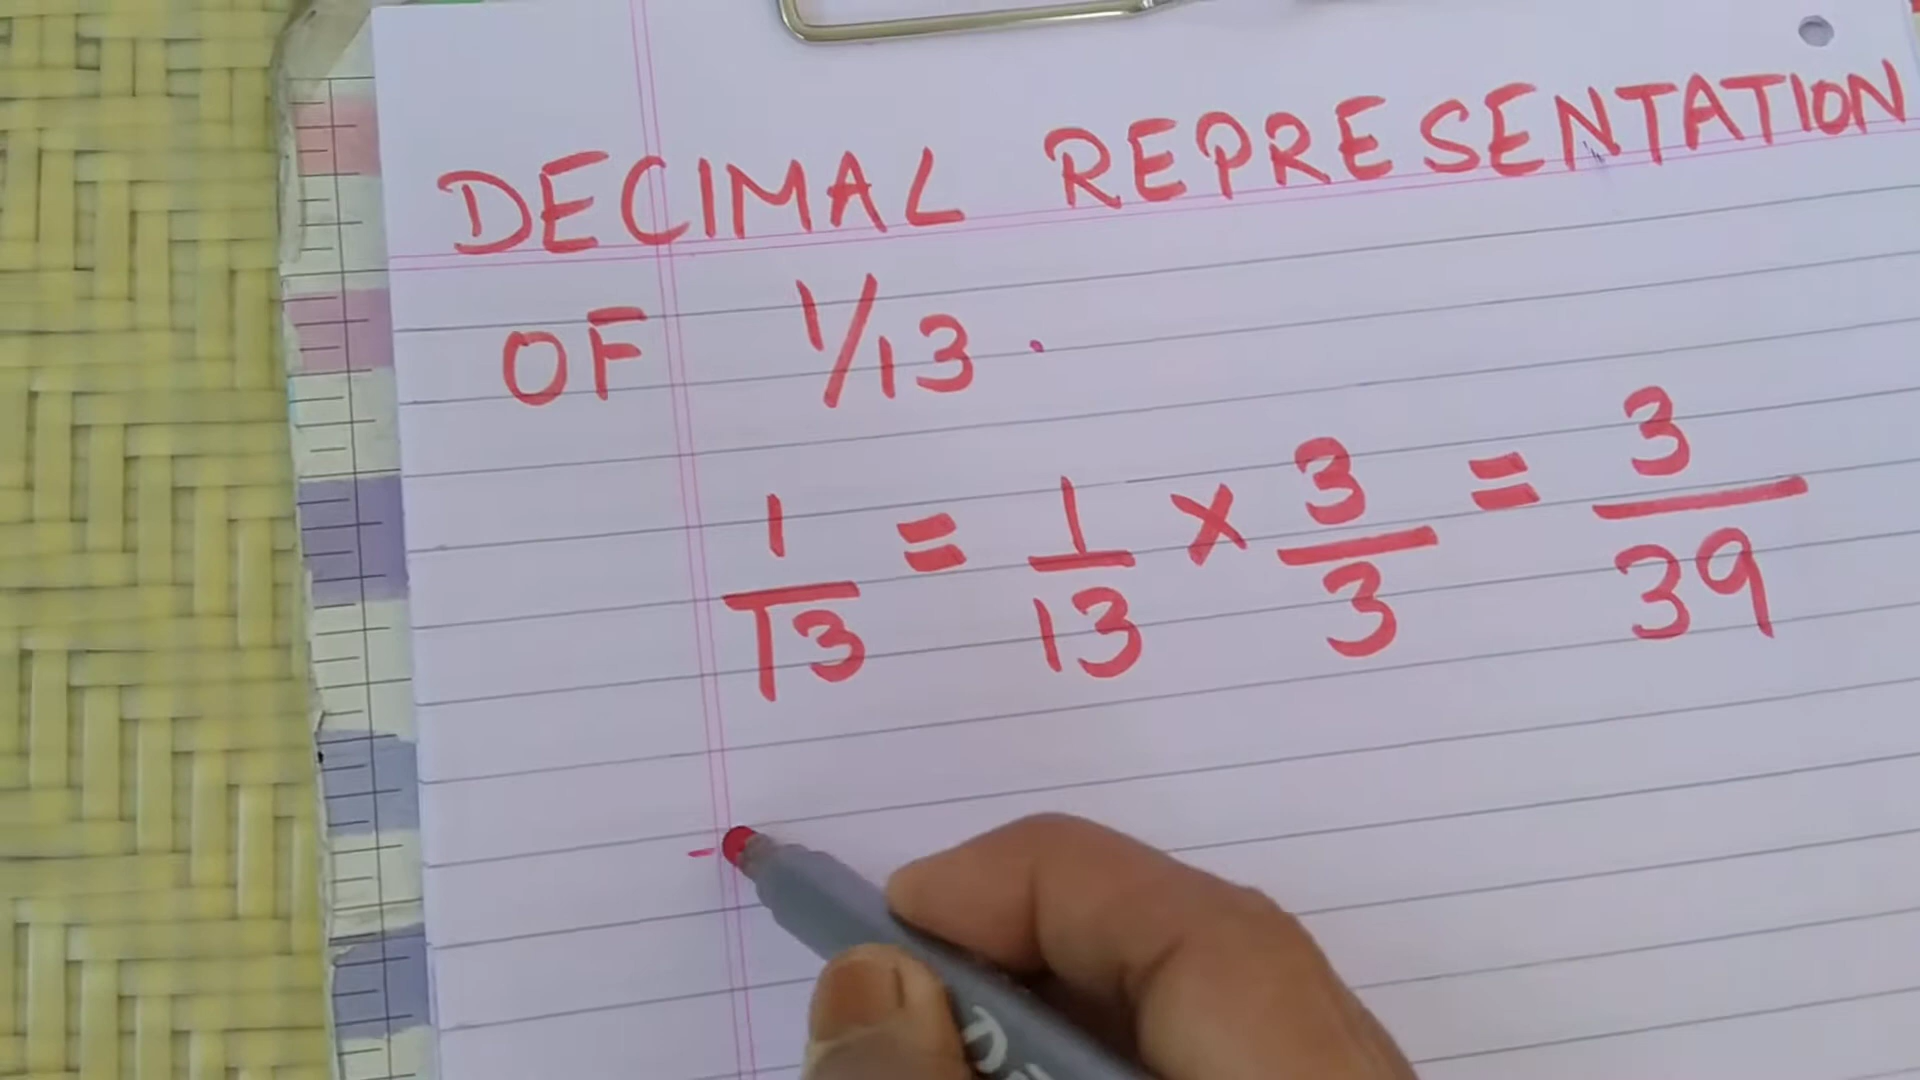 DECIMAL REPRESENTATION
OF 1/13.
1/13 = 1/13 × 3/3 = 3/39